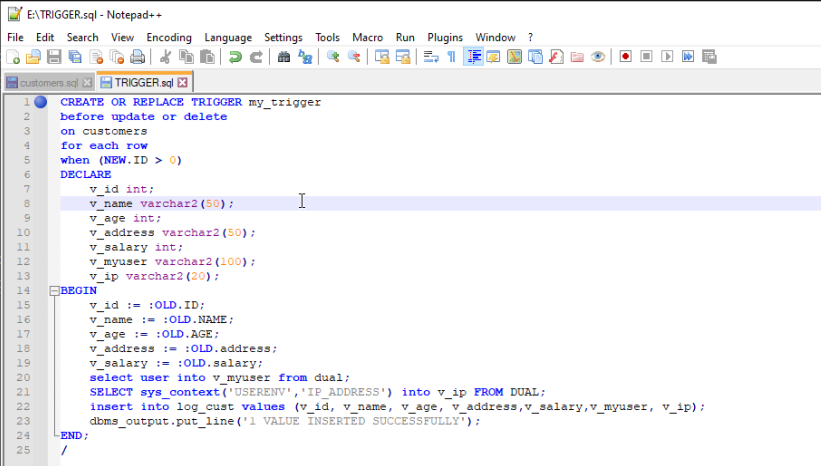 E:\TRIGGER.sql - Notepad++
File Edit Search View Encoding Language Settings Tools Macro Run Plugins Window ?
customers.sql TRIGGER.sql
1 CREATE OR REPLACE TRIGGER my_trigger
2 before update or delete
3 on customers
4 for each row
5 when (NEW.ID > 0)
6 DECLARE
7 v_id int;
8 v_name varchar2(50);
9 v_age int;
10 v_address varchar2(50);
11 v_salary int;
12 v_myuser varchar2(100);
13 v_ip varchar2(20);
14 BEGIN
15 v_id := :OLD.ID;
16 v_name := :OLD.NAME;
17 v_age := :OLD.AGE;
18 v_address := :OLD.address;
19 v_salary := :OLD.salary;
20 select user into v_myuser from dual;
21 SELECT sys_context('USERENV','IP_ADDRESS') into v_ip FROM DUAL;
22 insert into log_cust values (v_id, v_name, v_age, v_address,v_salary,v_myuser, v_ip);
23 dbms_output.put_line('1 VALUE INSERTED SUCCESSFULLY');
24 END;
25 /